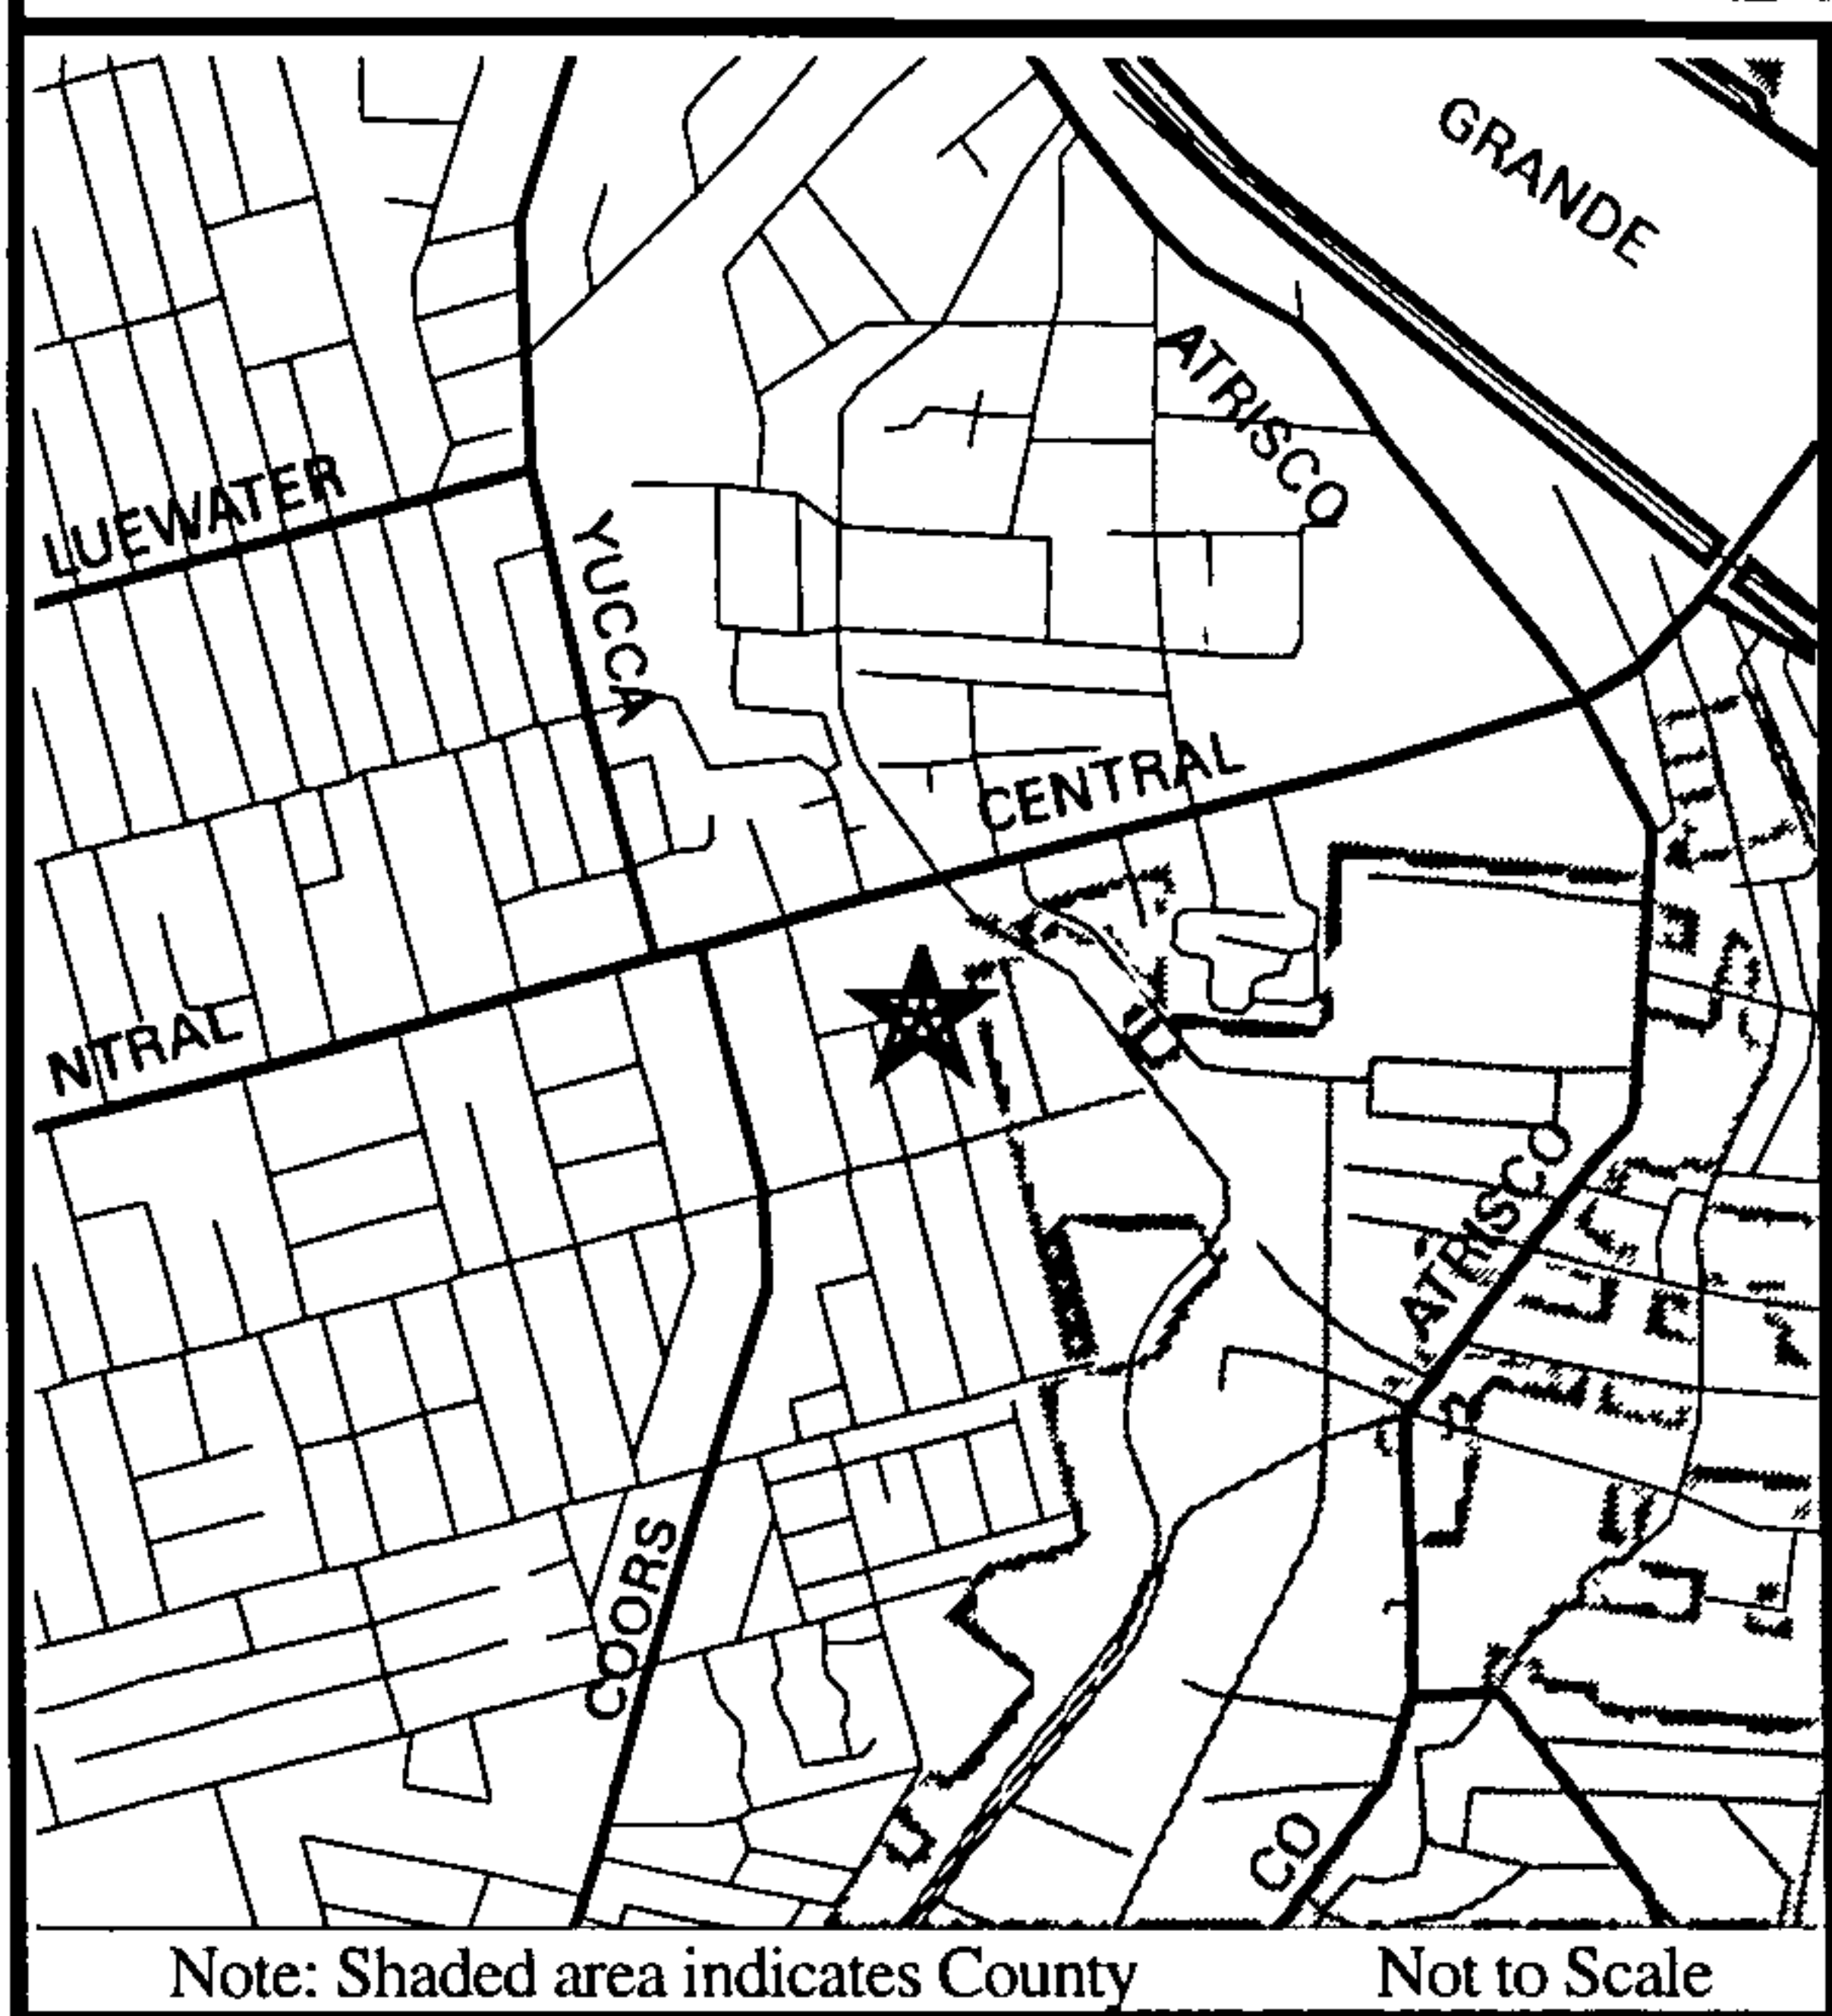 GRANDE
ATRISCO
LUEWATER
YUCCA
CENTRAL
NTRAL
ATRISCO
COORS
CO
Note: Shaded area indicates County
Not to Scale